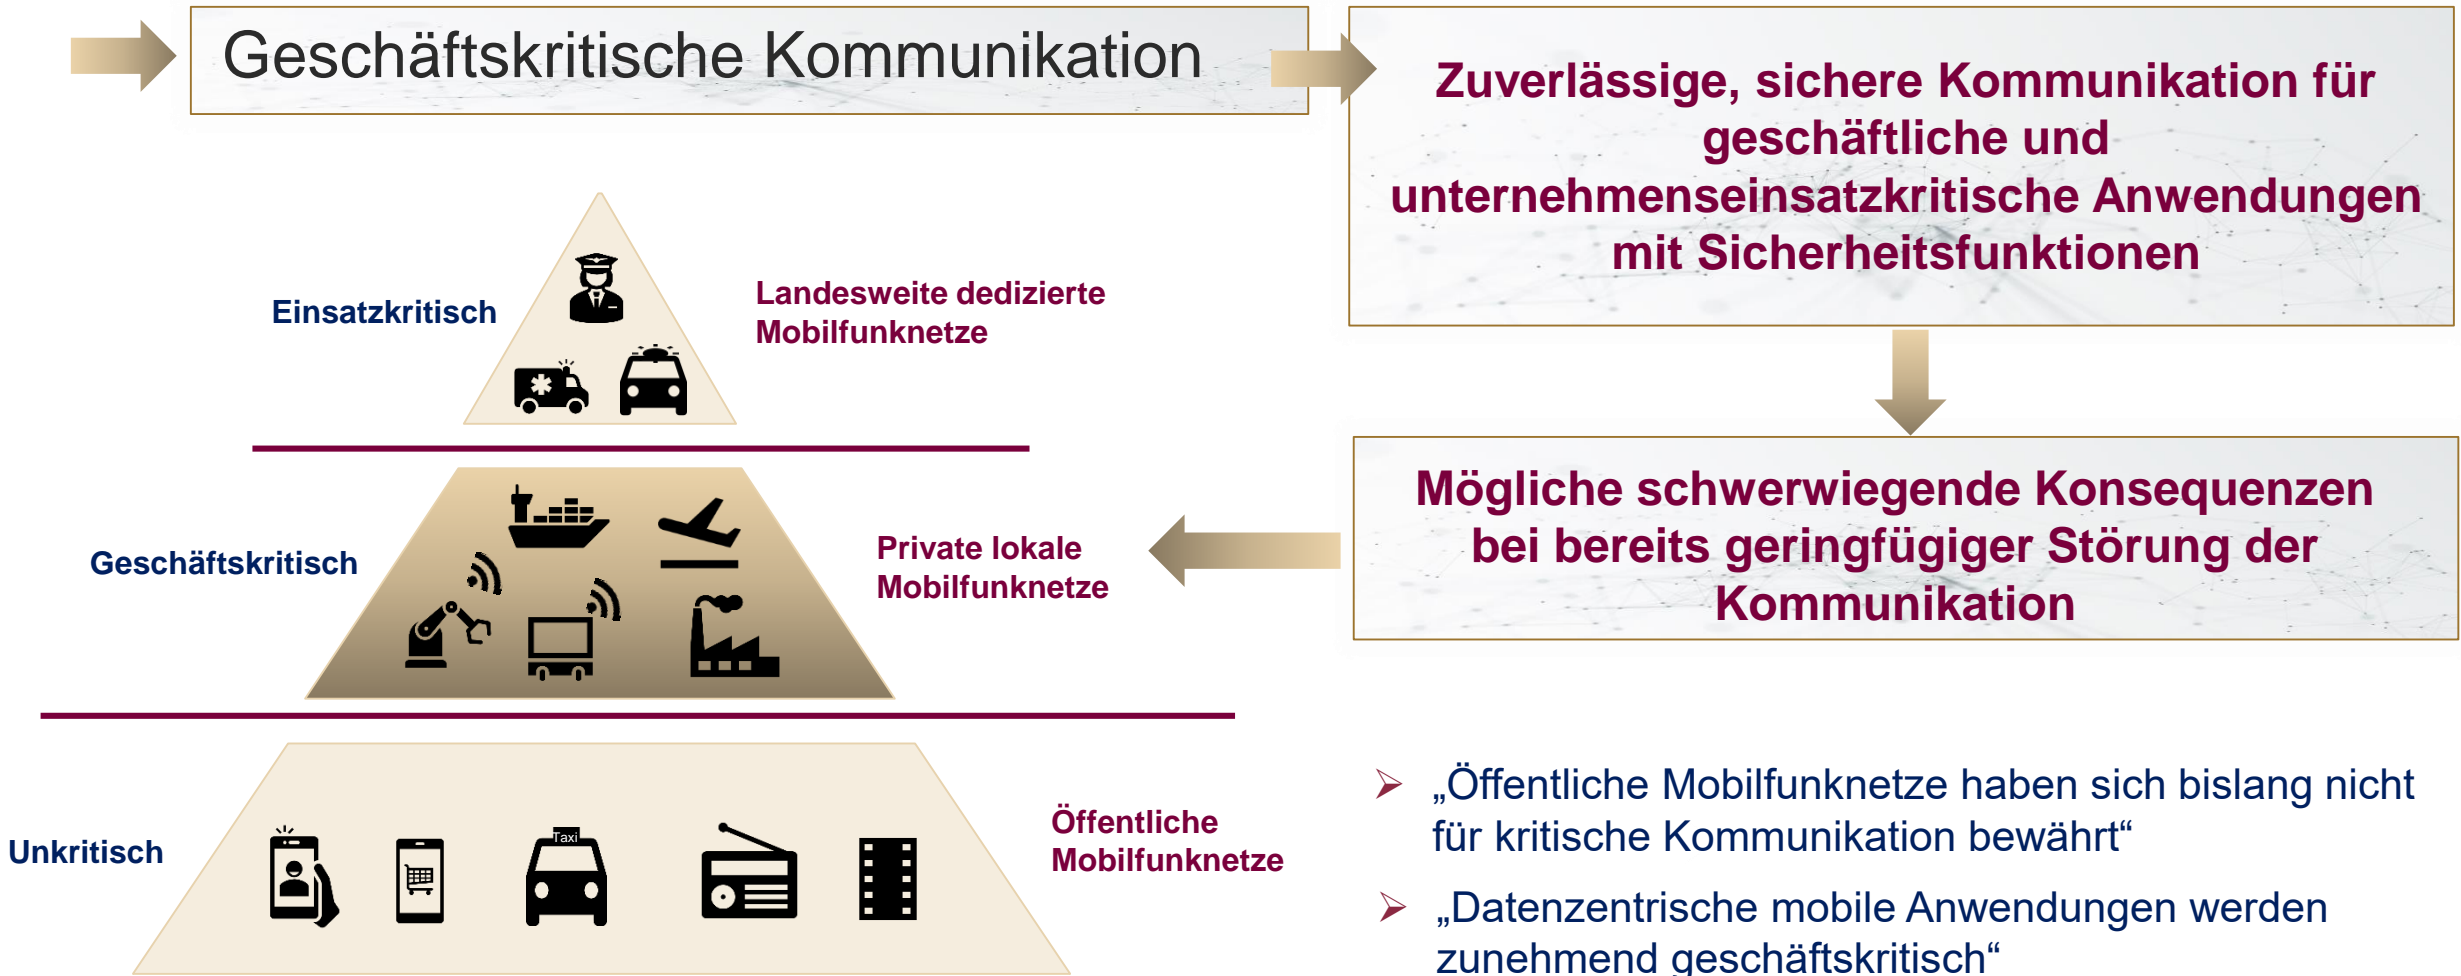 Geschäftskritische Kommunikation
Zuverlässige, sichere Kommunikation für
geschäftliche und
unternehmenseinsatzkritische Anwendungen
mit Sicherheitsfunktionen
Einsatzkritisch
Landesweite dedizierte
Mobilfunknetze
Mögliche schwerwiegende Konsequenzen
bei bereits geringfügiger Störung der
Kommunikation
Geschäftskritisch
Private lokale
Mobilfunknetze
Unkritisch
Taxi
Öffentliche
Mobilfunknetze
„Öffentliche Mobilfunknetze haben sich bislang nicht
für kritische Kommunikation bewährt“
„Datenzentrische mobile Anwendungen werden
zunehmend geschäftskritisch“